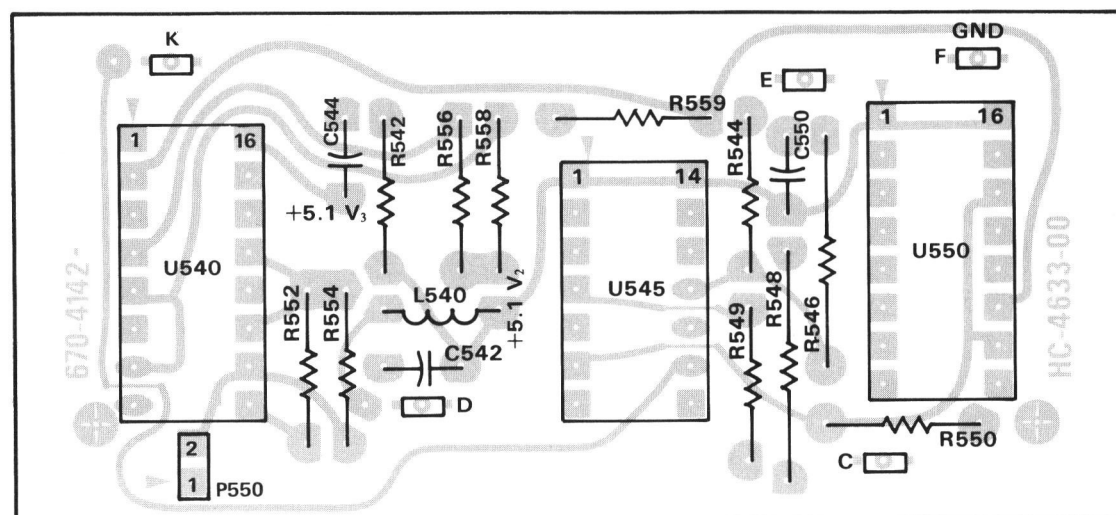 K
GND
F
E
1
16
U540
C544
R542
R556
R558
+5.1 V₃
R559
R544
C550
1
14
U545
1
16
U550
670-4142-
HC-4633-00
R552
R554
L540
+5.1 V₂
C542
D
R549
R548
R546
R550
C
2
1
P550